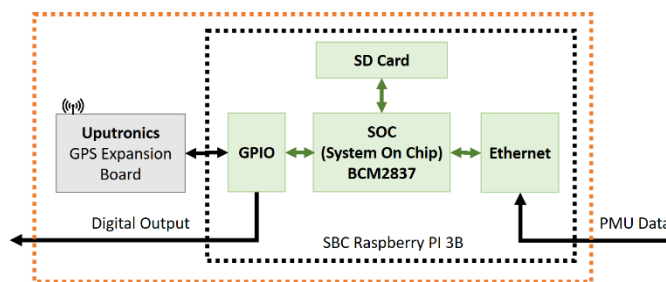 SD Card
Uputronics
GPS Expansion
Board
GPIO
SOC
(System On Chip)
BCM2837
Ethernet
Digital Output
PMU Data
SBC Raspberry PI 3B